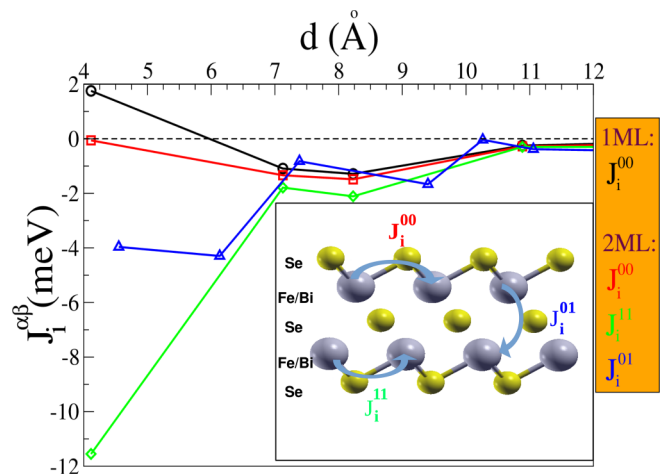 d (Å)
4 5 6 7 8 9 10 11 12
2
0
-2
-4
-6
-8
-10
-12
J_i^{αβ}(meV)
1ML:
J_i^{00}
2ML:
J_i^{00}
J_i^{11}
J_i^{01}
J_i^{00}
Se
Fe/Bi
Se
J_i^{01}
Fe/Bi
Se
J_i^{11}